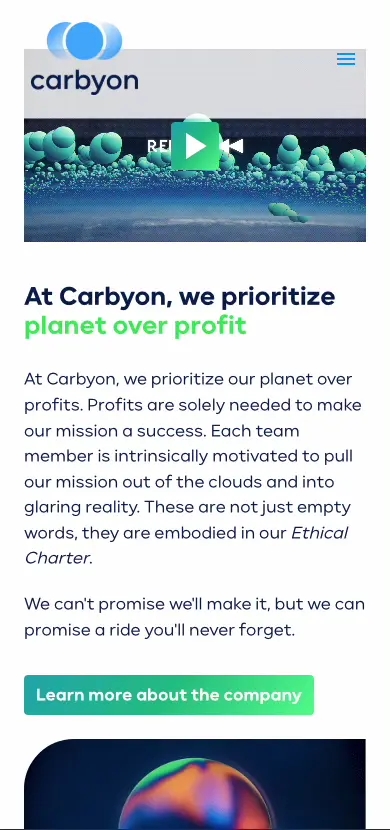 carbyon
At Carbyon, we prioritize
planet over profit
At Carbyon, we prioritize our planet over
profits. Profits are solely needed to make
our mission a success. Each team
member is intrinsically motivated to pull
our mission out of the clouds and into
glaring reality. These are not just empty
words, they are embodied in our Ethical
Charter.
We can't promise we'll make it, but we can
promise a ride you'll never forget.
Learn more about the company